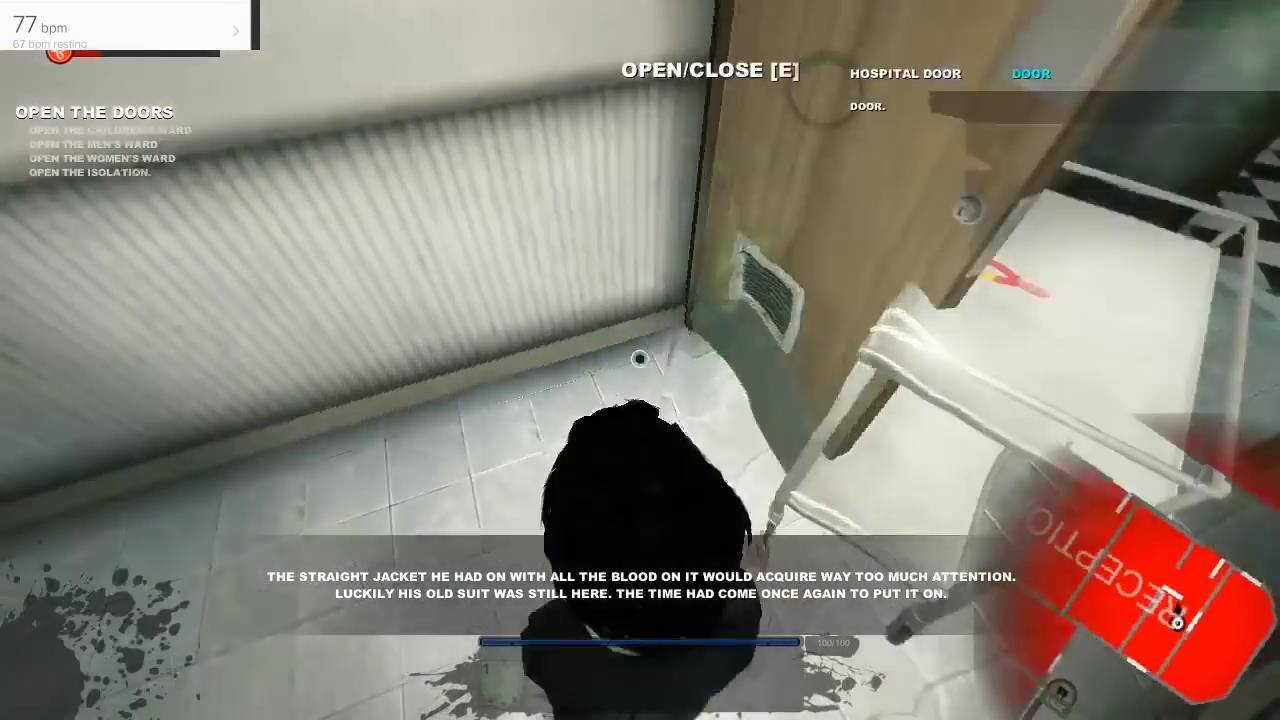 77 bpm
67 bpm resting
OPEN/CLOSE [E]
HOSPITAL DOOR
DOOR
DOOR.
OPEN THE DOORS
OPEN THE CHILDREN'S WARD
OPEN THE MEN'S WARD
OPEN THE WOMEN'S WARD
OPEN THE ISOLATION.
RECEPTIO
THE STRAIGHT JACKET HE HAD ON WITH ALL THE BLOOD ON IT WOULD ACQUIRE WAY TOO MUCH ATTENTION.
LUCKILY HIS OLD SUIT WAS STILL HERE. THE TIME HAD COME ONCE AGAIN TO PUT IT ON.
100/100